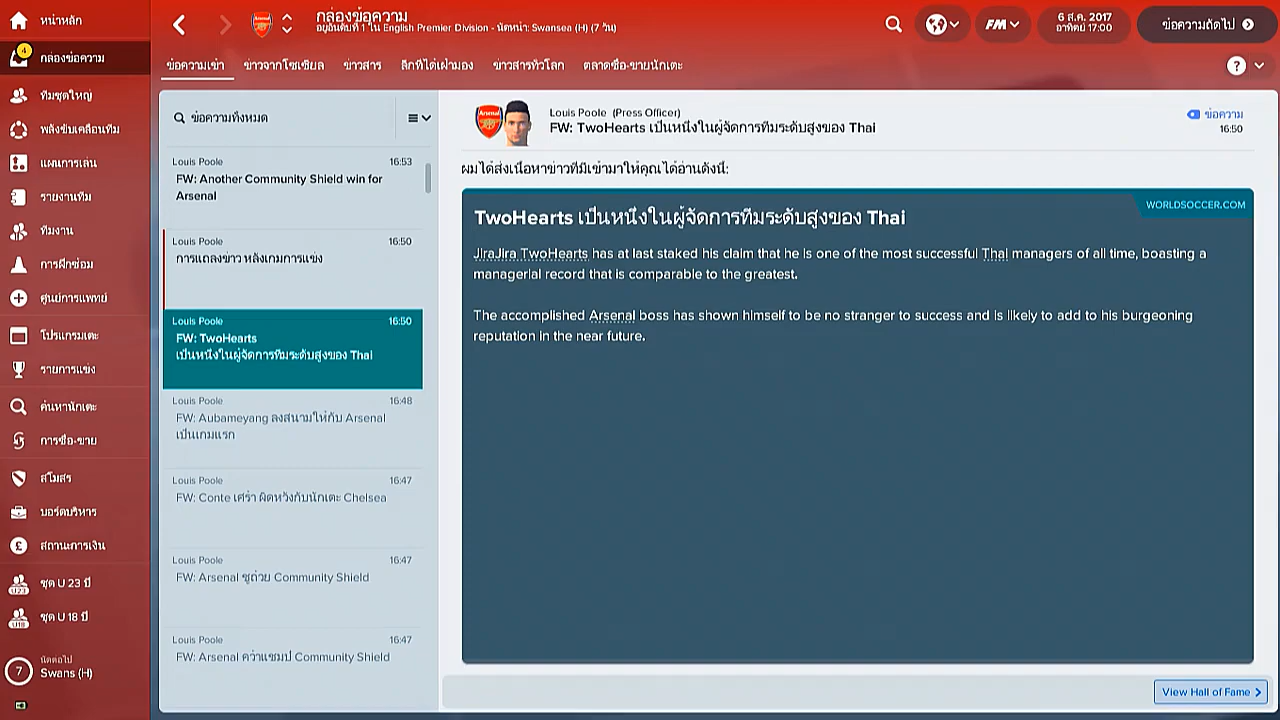 หน้าหลัก
กล่องข้อความ
4
ทีมชุดใหญ่
พลังขับเคลื่อนทีม
แผนการเล่น
รายงานทีม
ทีมงาน
การฝึกซ้อม
ศูนย์การแพทย์
โปรแกรมเตะ
รายการแข่ง
ค้นหานักเตะ
การซื้อ-ขาย
สโมสร
บอร์ดบริหาร
สถานะการเงิน
ชุด U 23 ปี
ชุด U 18 ปี
7
นัดต่อไป
Swans (H)
กล่องข้อความ
อยู่อันดับที่ 1 ใน English Premier Division - นัดหน้า: Swansea (H) (7 วัน)
FM
6 ส.ค. 2017
อาทิตย์ 17:00
ข้อความถัดไป
ข้อความเข้า ข่าวจากโซเชียล ข่าวสาร ลีกที่ได้เฝ้ามอง ข่าวสารทั่วโลก ตลาดซื้อ-ขายนักเตะ
?
ข้อความทั้งหมด
Louis Poole 16:53
FW: Another Community Shield win for
Arsenal
Louis Poole 16:50
การแถลงข่าว หลังเกมการแข่ง
Louis Poole 16:50
FW: TwoHearts
เป็นหนึ่งในผู้จัดการทีมระดับสูงของ Thai
Louis Poole 16:48
FW: Aubameyang ลงสนามให้กับ Arsenal
เป็นเกมแรก
Louis Poole 16:47
FW: Conte เศร้า ผิดหวังกับนักเตะ Chelsea
Louis Poole 16:47
FW: Arsenal ชูถ้วย Community Shield
Louis Poole 16:47
FW: Arsenal คว้าแชมป์ Community Shield
Arsenal
Louis Poole (Press Officer)
FW: TwoHearts เป็นหนึ่งในผู้จัดการทีมระดับสูงของ Thai
ข้อความ
16:50
ผมได้ส่งเนื้อหาข่าวที่มีเข้ามาให้คุณได้อ่านดังนี้:
WORLDSOCCER.COM
TwoHearts เป็นหนึ่งในผู้จัดการทีมระดับสูงของ Thai
JiraJira TwoHearts has at last staked his claim that he is one of the most successful Thai managers of all time, boasting a
managerial record that is comparable to the greatest.
The accomplished Arsenal boss has shown himself to be no stranger to success and is likely to add to his burgeoning
reputation in the near future.
View Hall of Fame